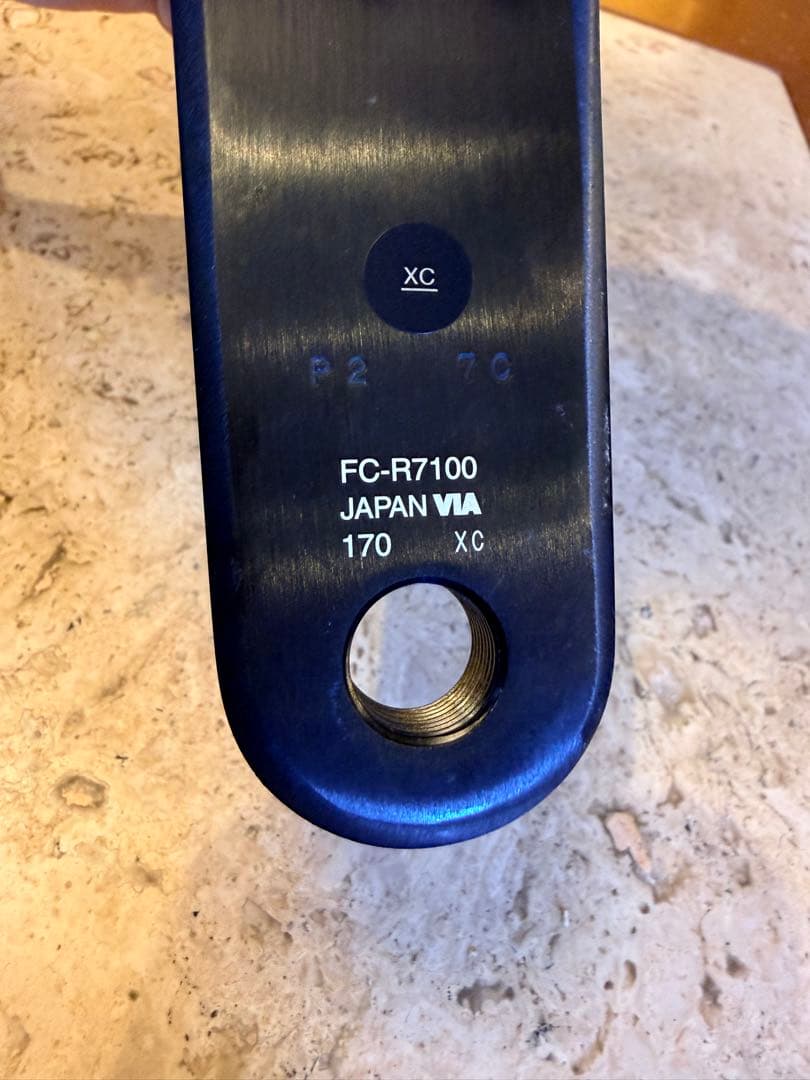 XC
P2 7C
FC-R7100
JAPAN VIA
170 XC